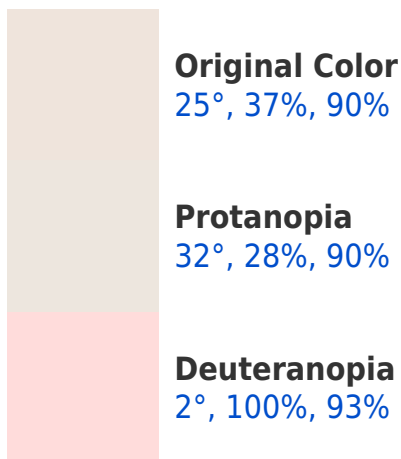 Original Color
25°, 37%, 90%
Protanopia
32°, 28%, 90%
Deuteranopia
2°, 100%, 93%